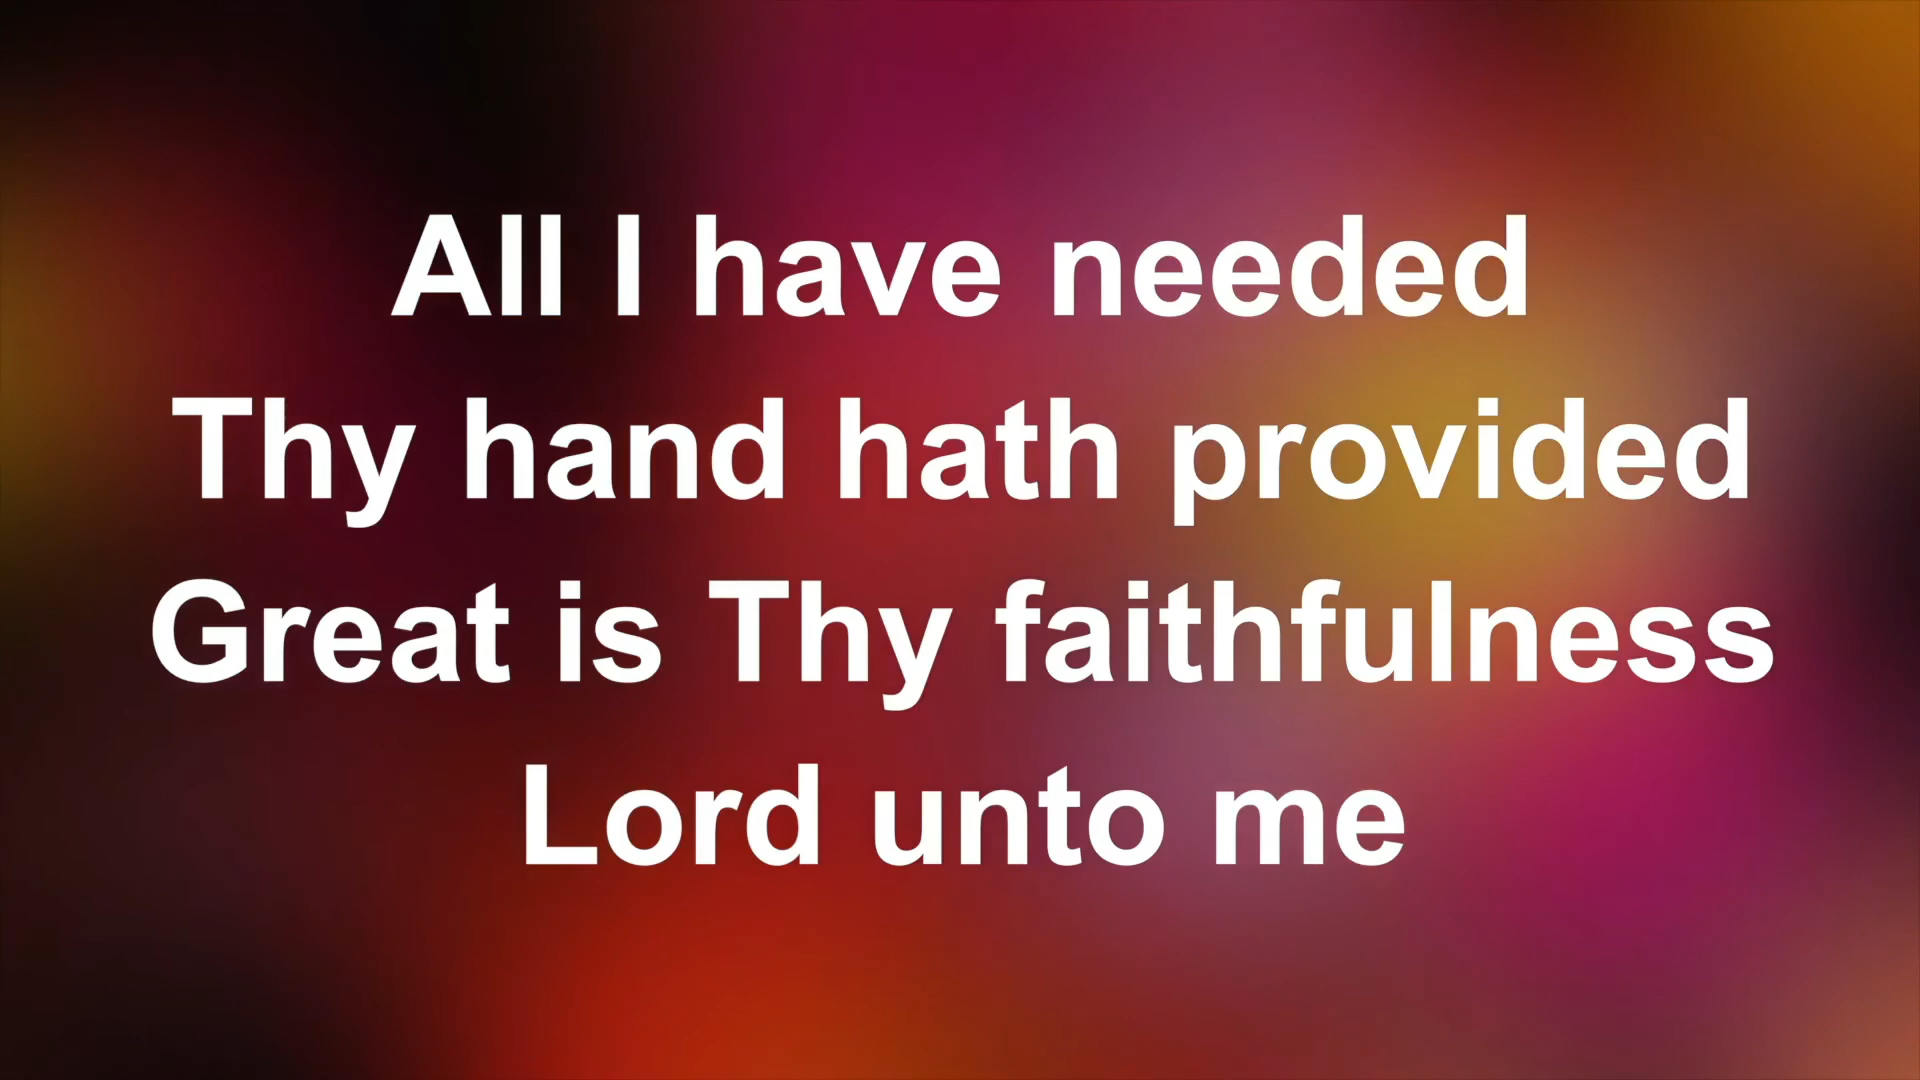 All I have needed
Thy hand hath provided
Great is Thy faithfulness
Lord unto me